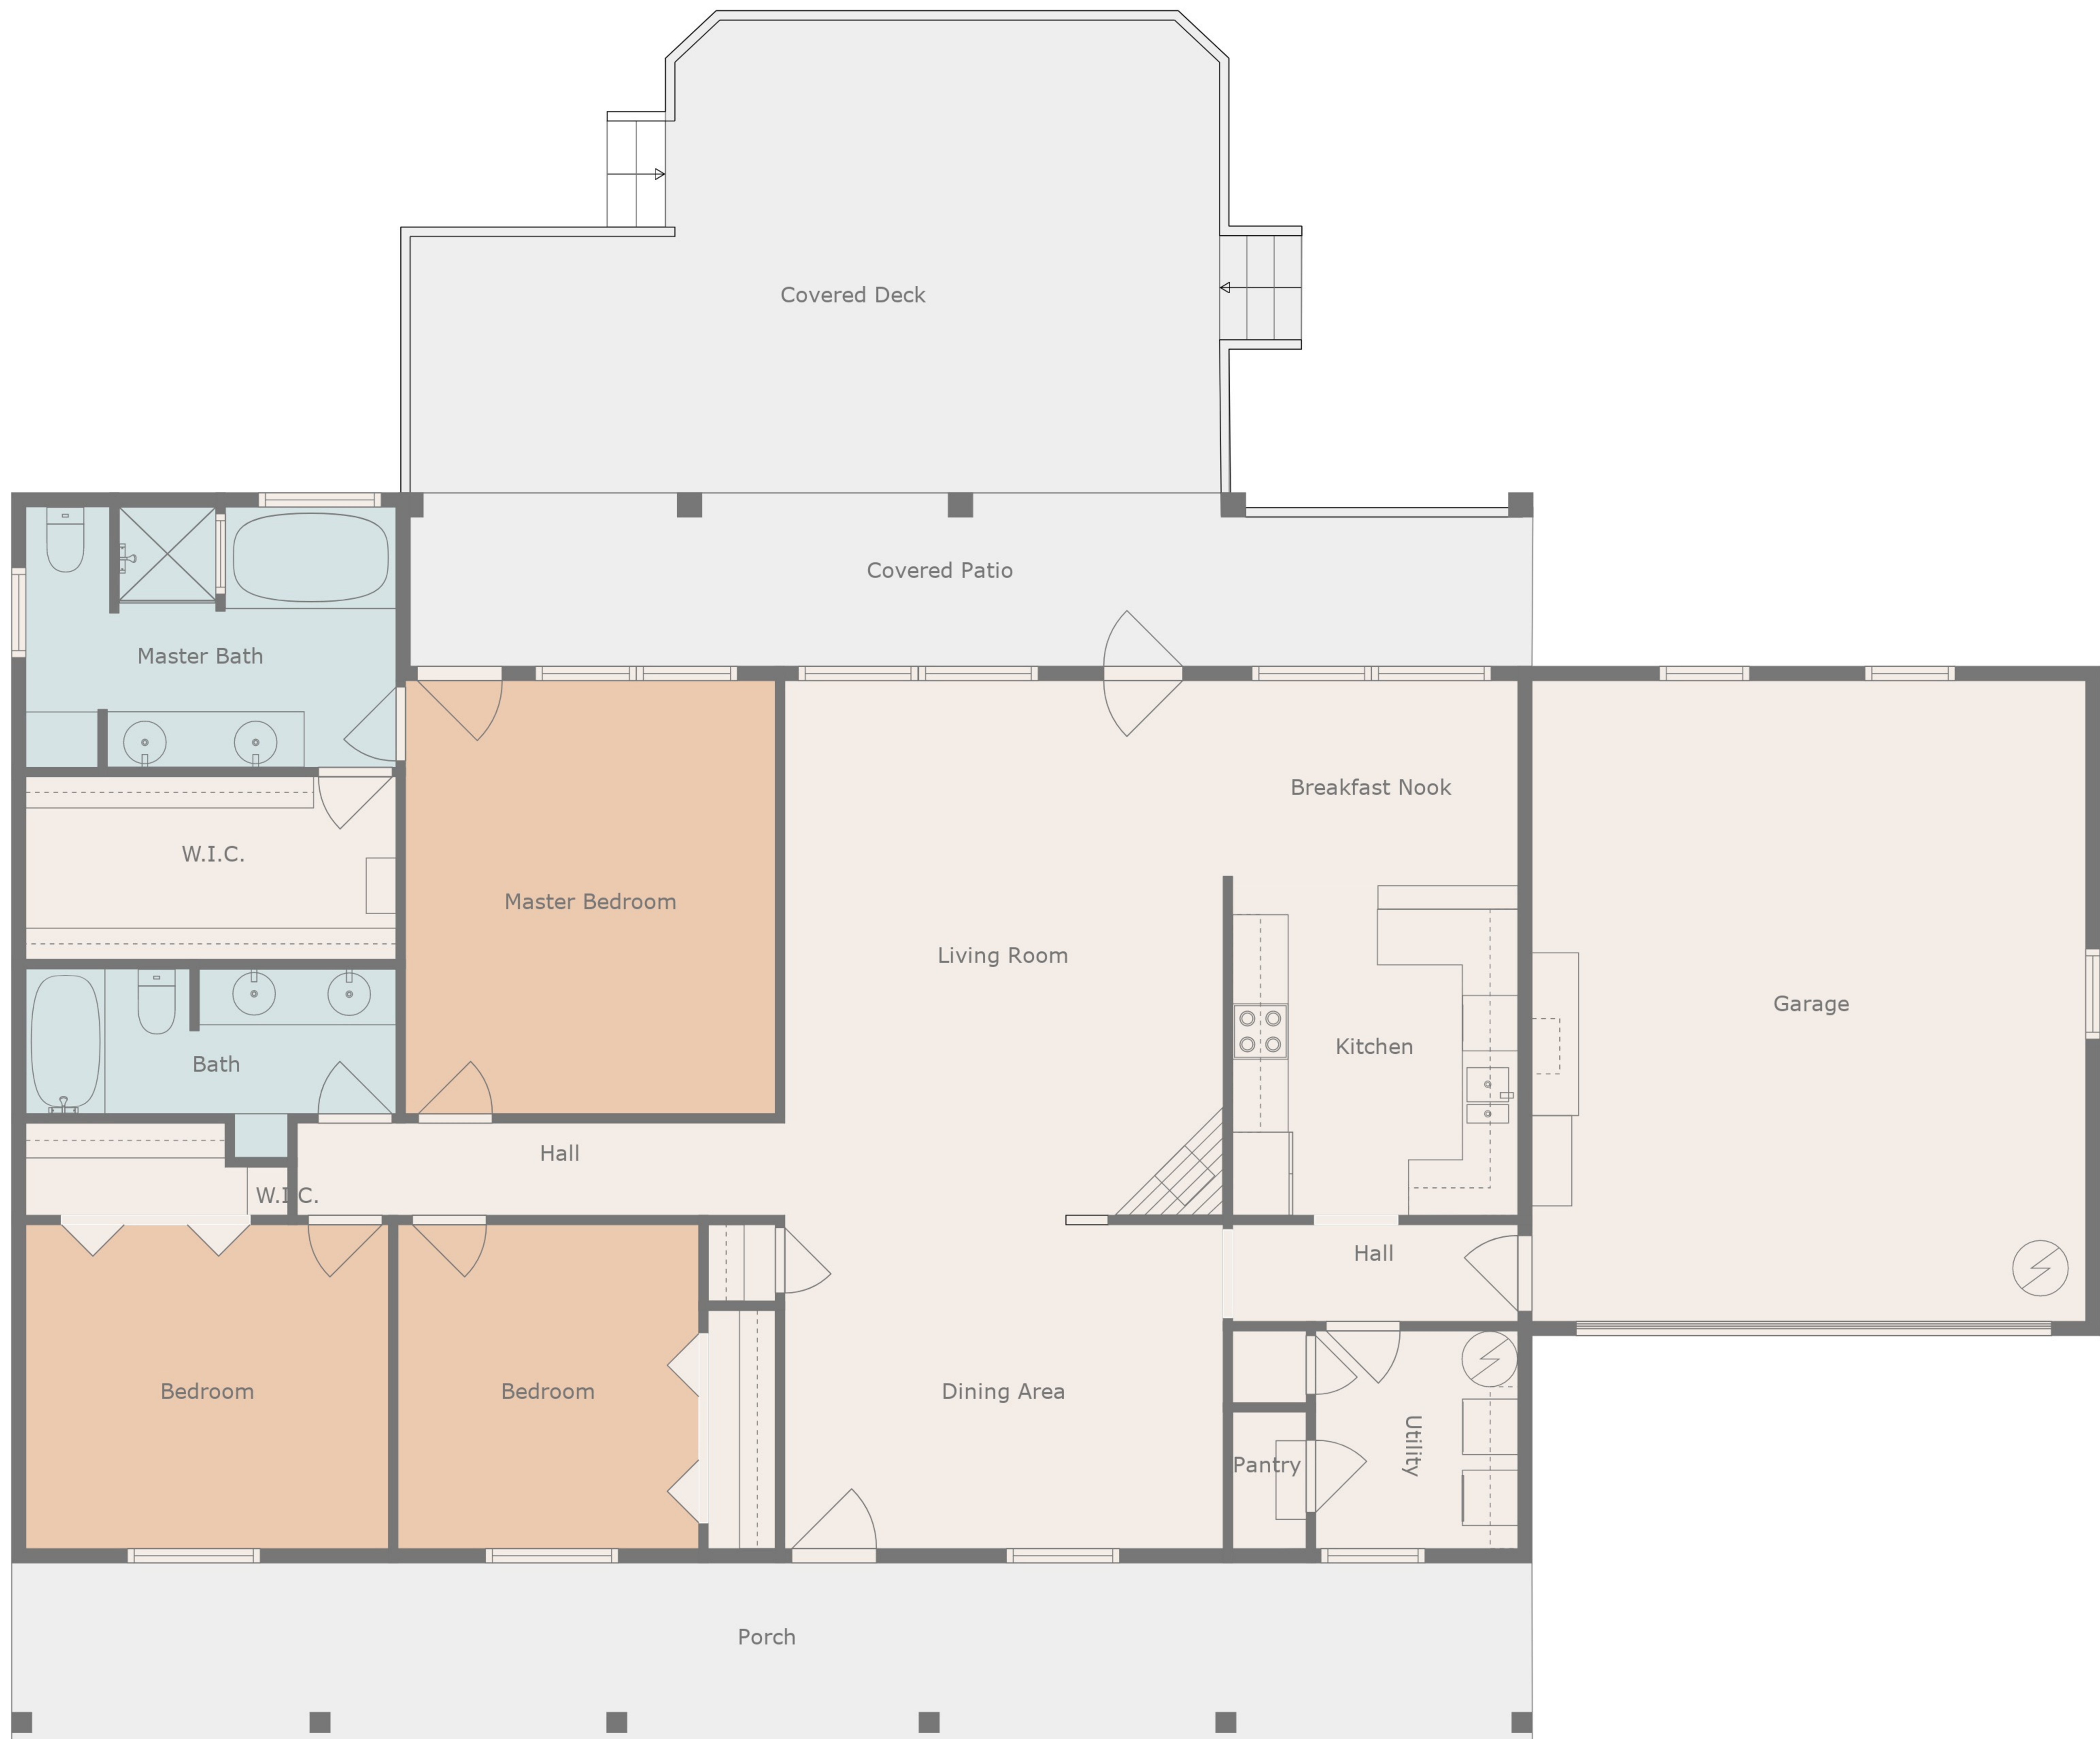 Covered Deck
Covered Patio
Master Bath
Breakfast Nook
W.I.C.
Master Bedroom
Living Room
Garage
Kitchen
Bath
Hall
W.I.C.
Hall
Bedroom
Bedroom
Dining Area
Utility
Pantry
Porch